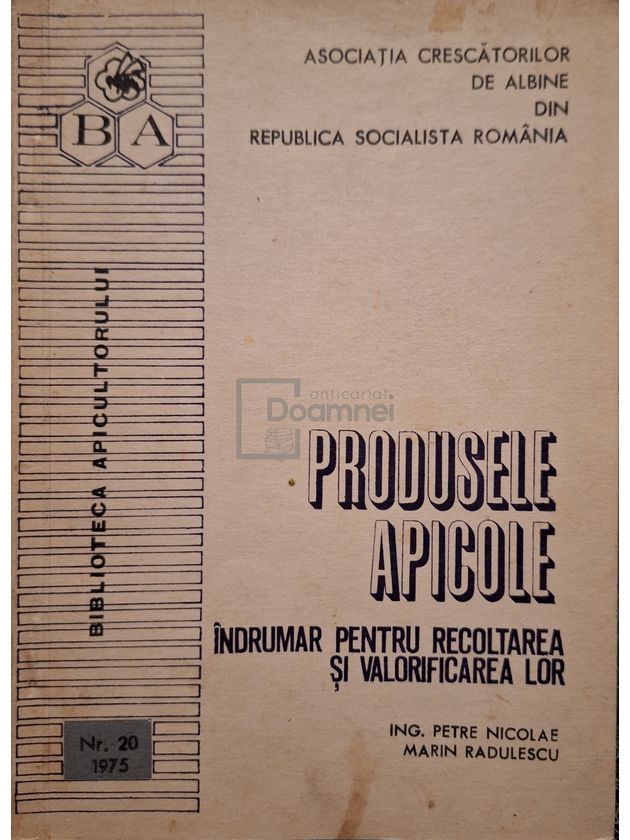 ASOCIAȚIA CRESCĂTORILOR
DE ALBINE
DIN
REPUBLICA SOCIALISTA ROMÂNIA
B A
BIBLIOTECA APICULTORULUI
anticariat
Doamnei
PRODUSELE
APICOLE
ÎNDRUMAR PENTRU RECOLTAREA
ȘI VALORIFICAREA LOR
ING. PETRE NICOLAE
MARIN RADULESCU
Nr. 20
1975